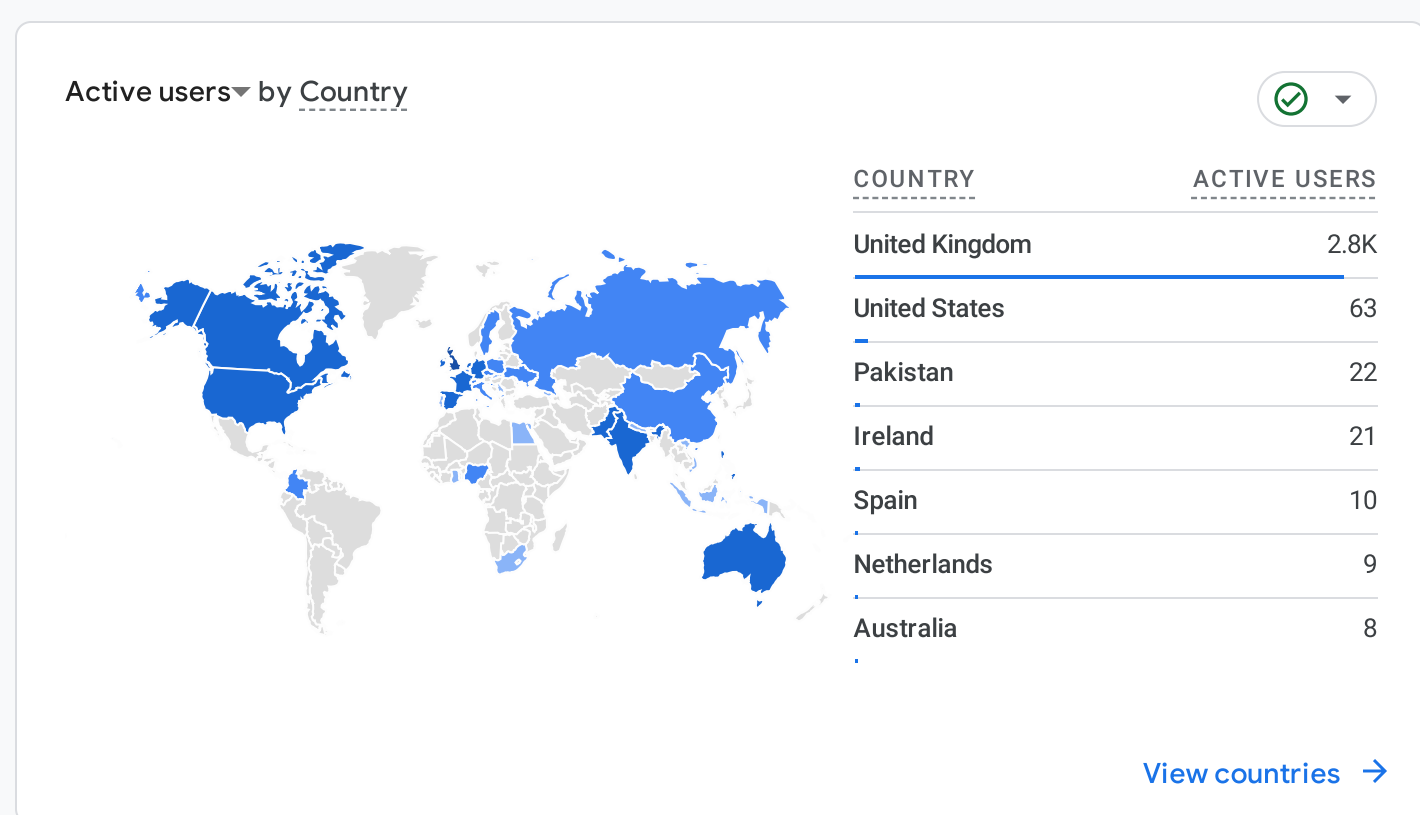 Active users by Country
COUNTRY ACTIVE USERS
United Kingdom 2.8K
United States 63
Pakistan 22
Ireland 21
Spain 10
Netherlands 9
Australia 8
View countries